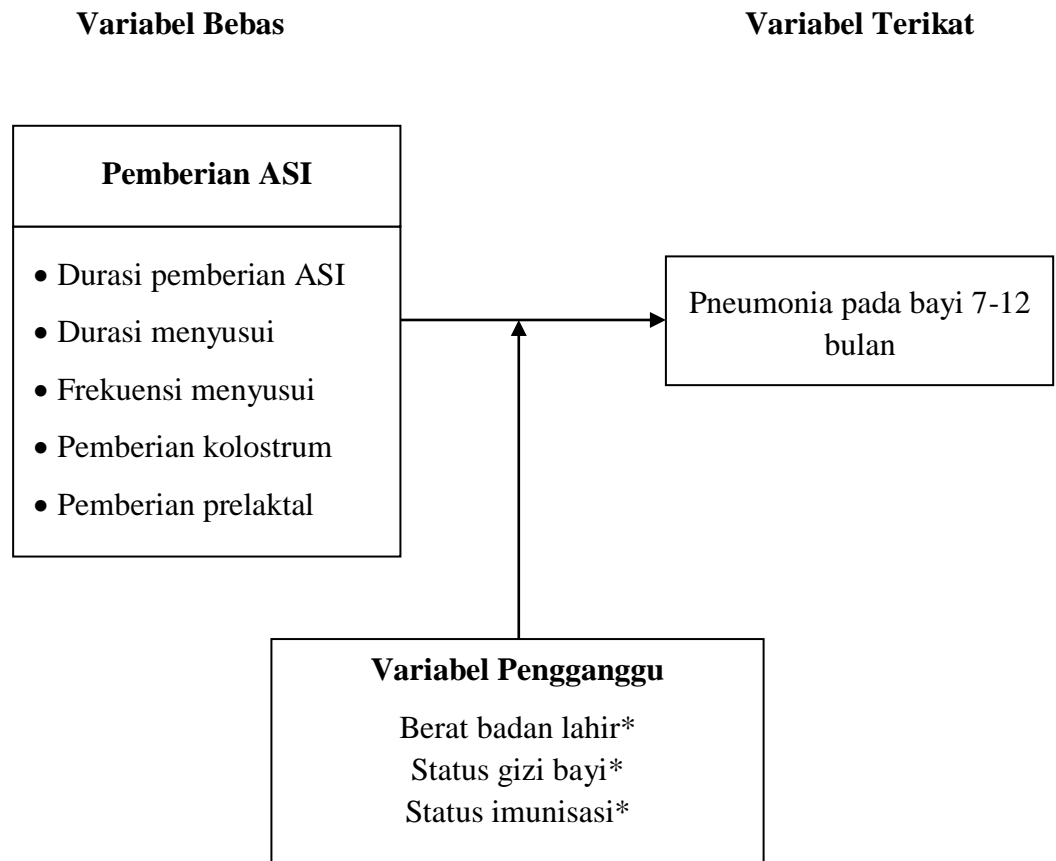 Variabel Bebas
Variabel Terikat
Pemberian ASI
• Durasi pemberian ASI
• Durasi menyusui
• Frekuensi menyusui
• Pemberian kolostrum
• Pemberian prelaktal
Pneumonia pada bayi 7-12
bulan
Variabel Pengganggu
Berat badan lahir*
Status gizi bayi*
Status imunisasi*